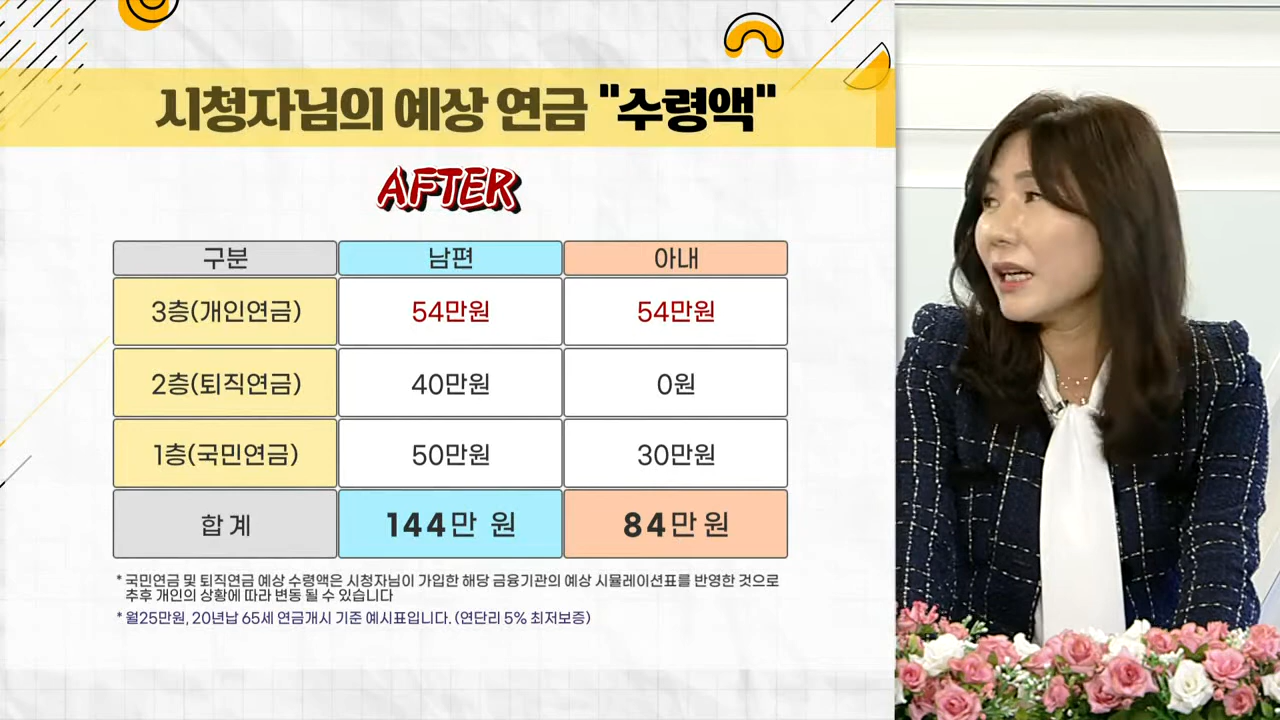 시청자님의 예상 연금 "수령액"
AFTER
구분 남편 아내
3층(개인연금) 54만원 54만원
2층(퇴직연금) 40만원 0원
1층(국민연금) 50만원 30만원
합 계 144만 원 84만 원
* 국민연금 및 퇴직연금 예상 수령액은 시청자님이 가입한 해당 금융기관의 예상 시뮬레이션표를 반영한 것으로
추후 개인의 상황에 따라 변동 될 수 있습니다
* 월25만원, 20년납 65세 연금개시 기준 예시표입니다. (연단리 5% 최저보증)